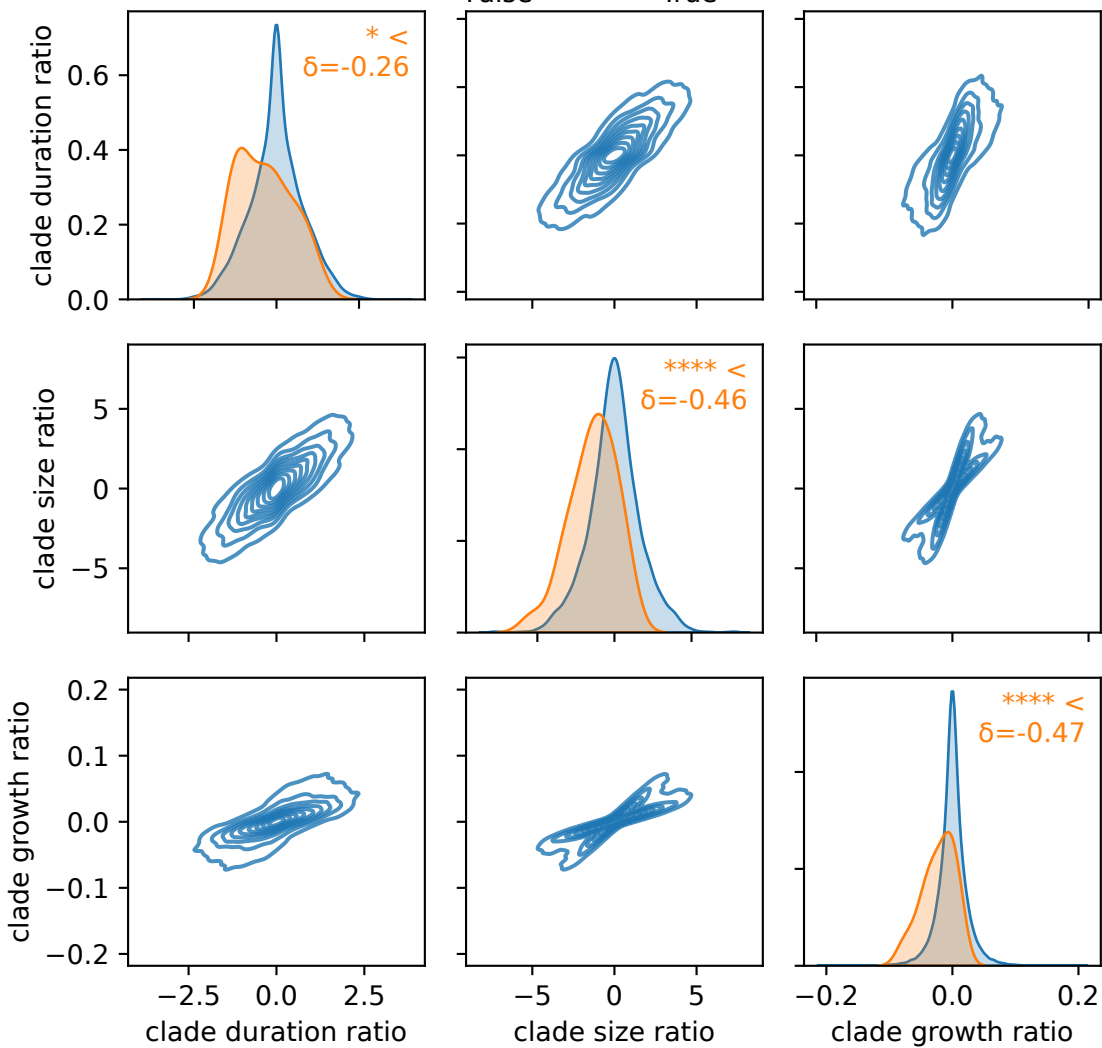 clade duration ratio
0.6
0.4
0.2
0.0
* <
δ=-0.26
clade size ratio
5
0
−5
**** <
δ=-0.46
clade growth ratio
0.2
0.1
0.0
−0.1
−0.2
**** <
δ=-0.47
−2.5 0.0 2.5
−5 0 5
−0.2 0.0 0.2
clade duration ratio
clade size ratio
clade growth ratio